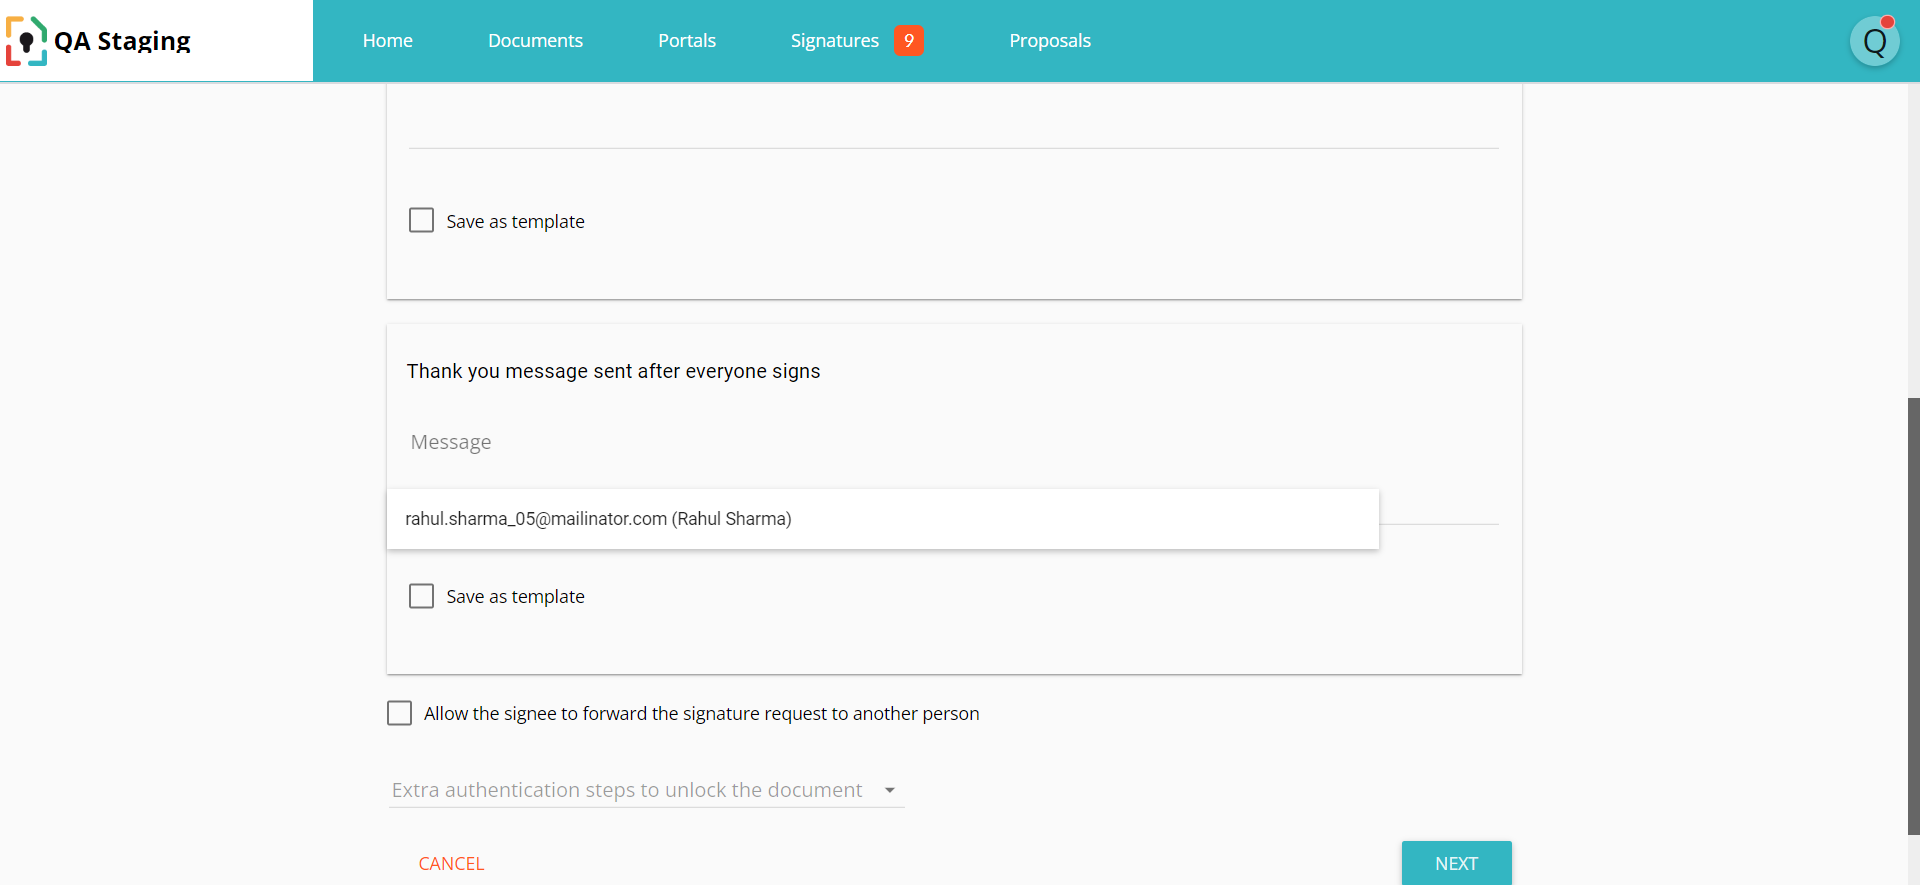 QA Staging
Home Documents Portals Signatures 9 Proposals
Q
Save as template
Thank you message sent after everyone signs
Message
rahul.sharma_05@mailinator.com (Rahul Sharma)
Save as template
Allow the signee to forward the signature request to another person
Extra authentication steps to unlock the document
CANCEL NEXT